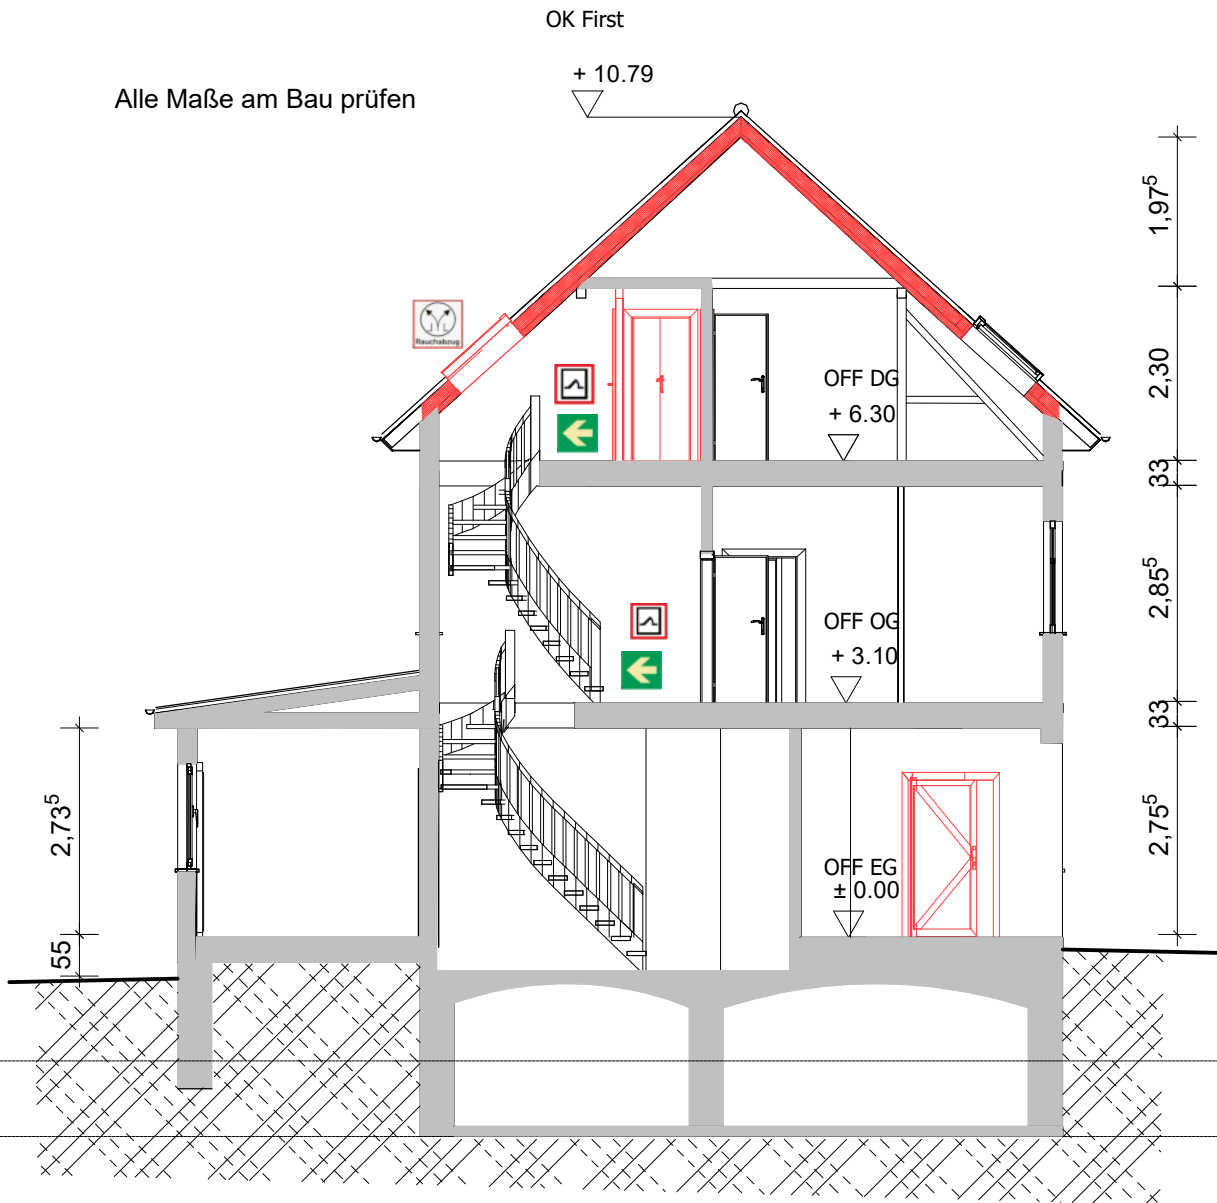 OK First
+ 10.79
Alle Maße am Bau prüfen
1,97⁵
Rauchabzug
2,30
OFF DG
+ 6.30
33
2,85⁵
OFF OG
+ 3.10
33
2,73⁵
2,75⁵
OFF EG
± 0.00
55